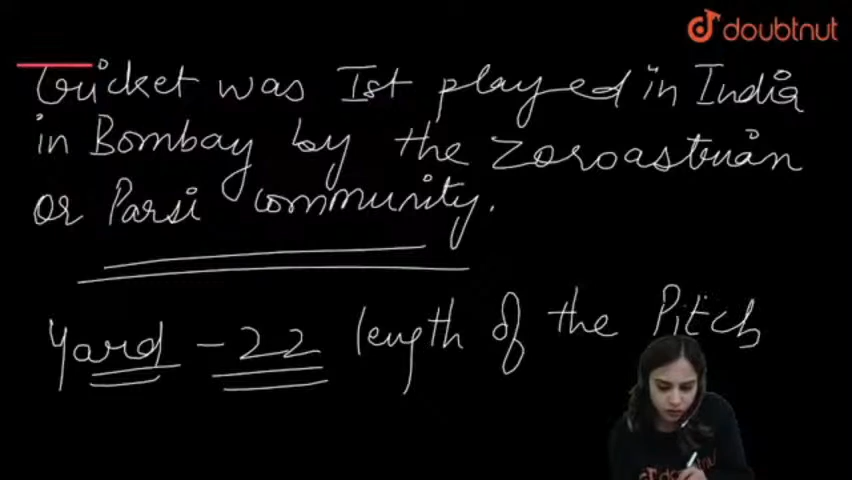 doubtnut
Cricket was Ist played in India
in Bombay by the Zoroastrian
or Parsi community.
Yard - 22 length of the Pitch